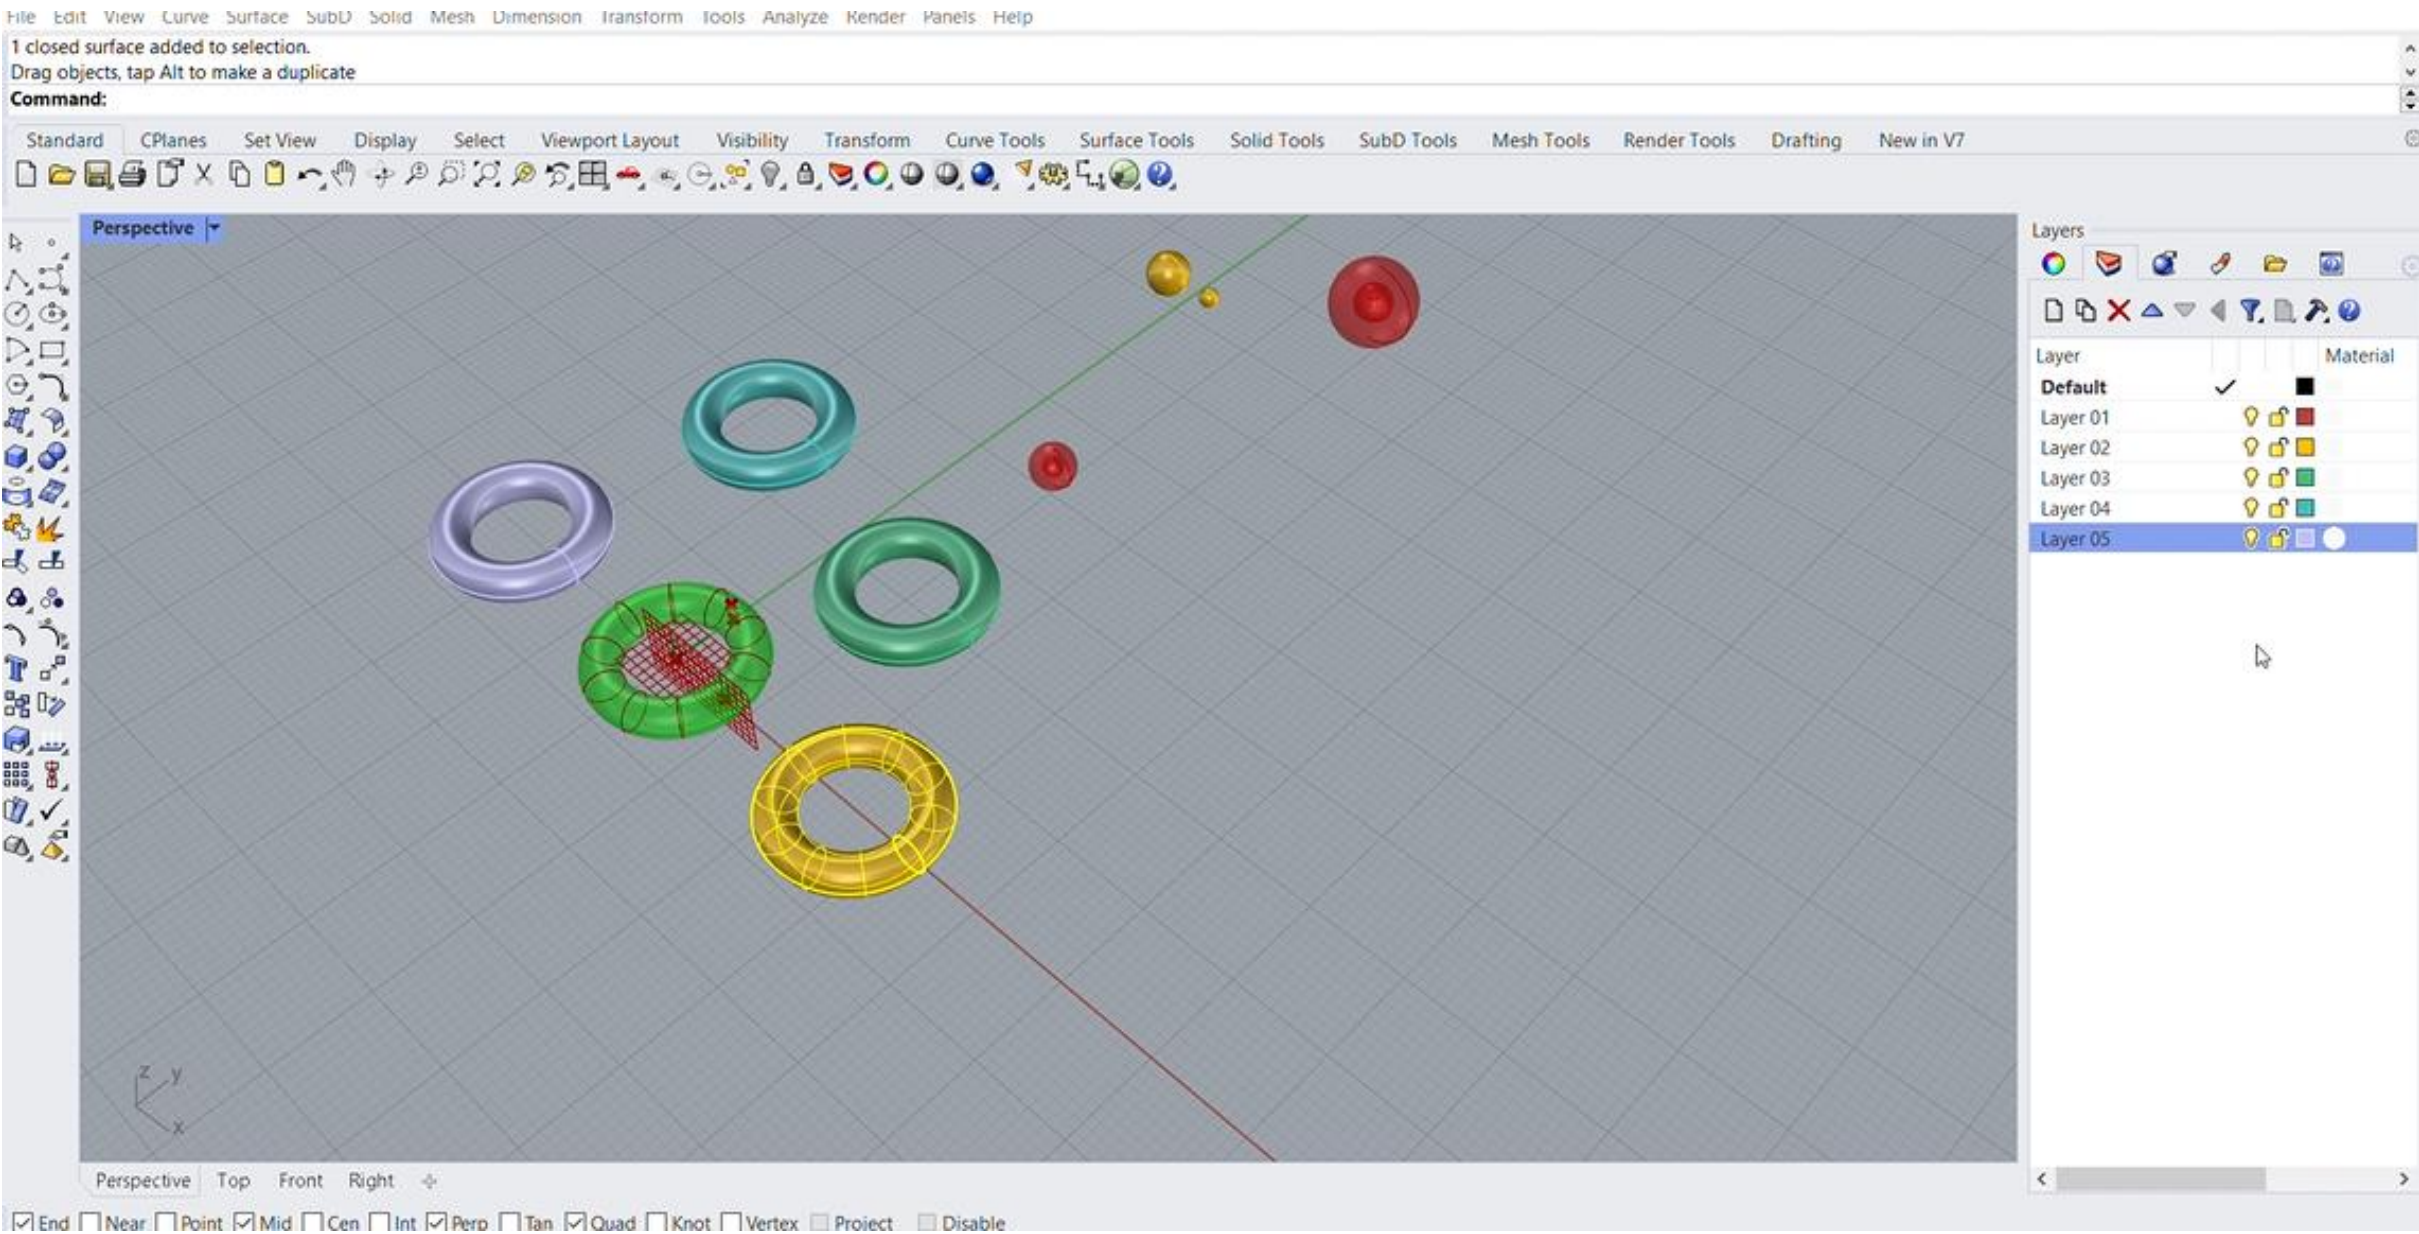 File Edit View Curve Surface SubD Solid Mesh Dimension Transform Tools Analyze Render Panels Help
1 closed surface added to selection.
Drag objects, tap Alt to make a duplicate
Command:
Standard CPlanes Set View Display Select Viewport Layout Visibility Transform Curve Tools Surface Tools Solid Tools SubD Tools Mesh Tools Render Tools Drafting New in V7
Perspective
Layers
Layer Material
Default
Layer 01
Layer 02
Layer 03
Layer 04
Layer 05
z y
x
Perspective Top Front Right
End Near Point Mid Cen Int Perp Tan Quad Knot Vertex Project Disable